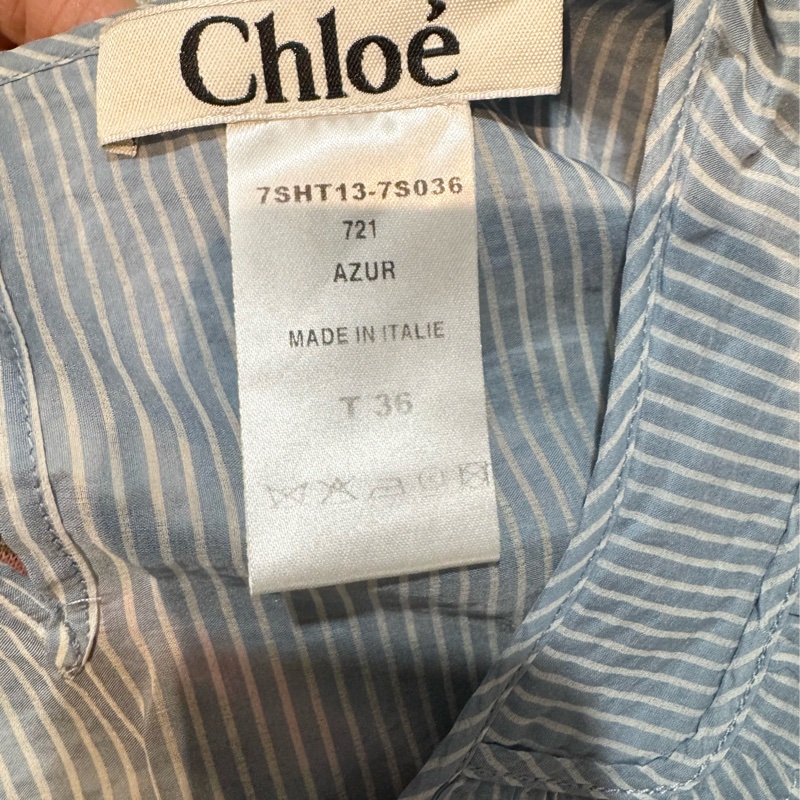 Chloé
7SHT13-7S036
721
AZUR
MADE IN ITALIE
T 36